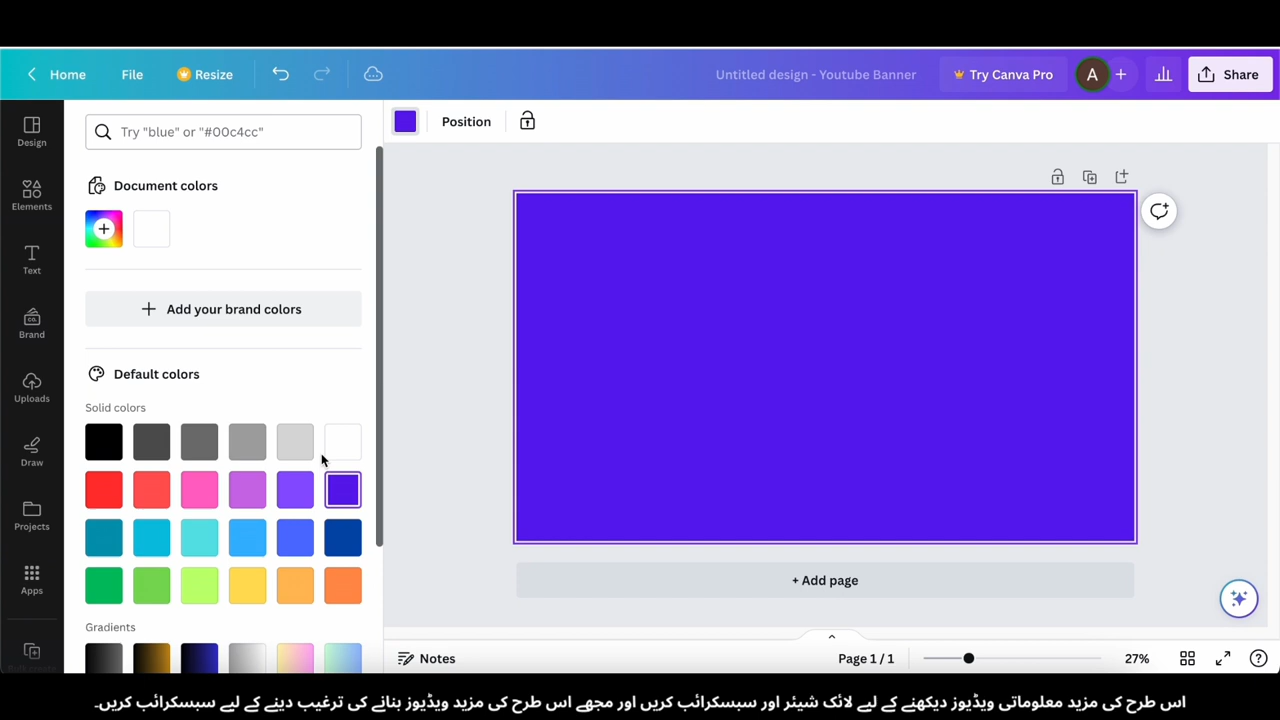 Home
File
Resize
Untitled design - Youtube Banner
Try Canva Pro
A
Share
Design
Elements
Text
Brand
Uploads
Draw
Projects
Apps
Try "blue" or "#00c4cc"
Document colors
Add your brand colors
Default colors
Solid colors
Gradients
Position
+ Add page
Notes
Page 1 / 1
27%
اس طرح کی مزید معلوماتی ویڈیوز دیکھنے کے لیے لائک شیئر اور سبسکرائب کریں اور مجھے اس طرح کی مزید ویڈیوز بنانے کی ترغیب دینے کے لیے سبسکرائب کریں۔